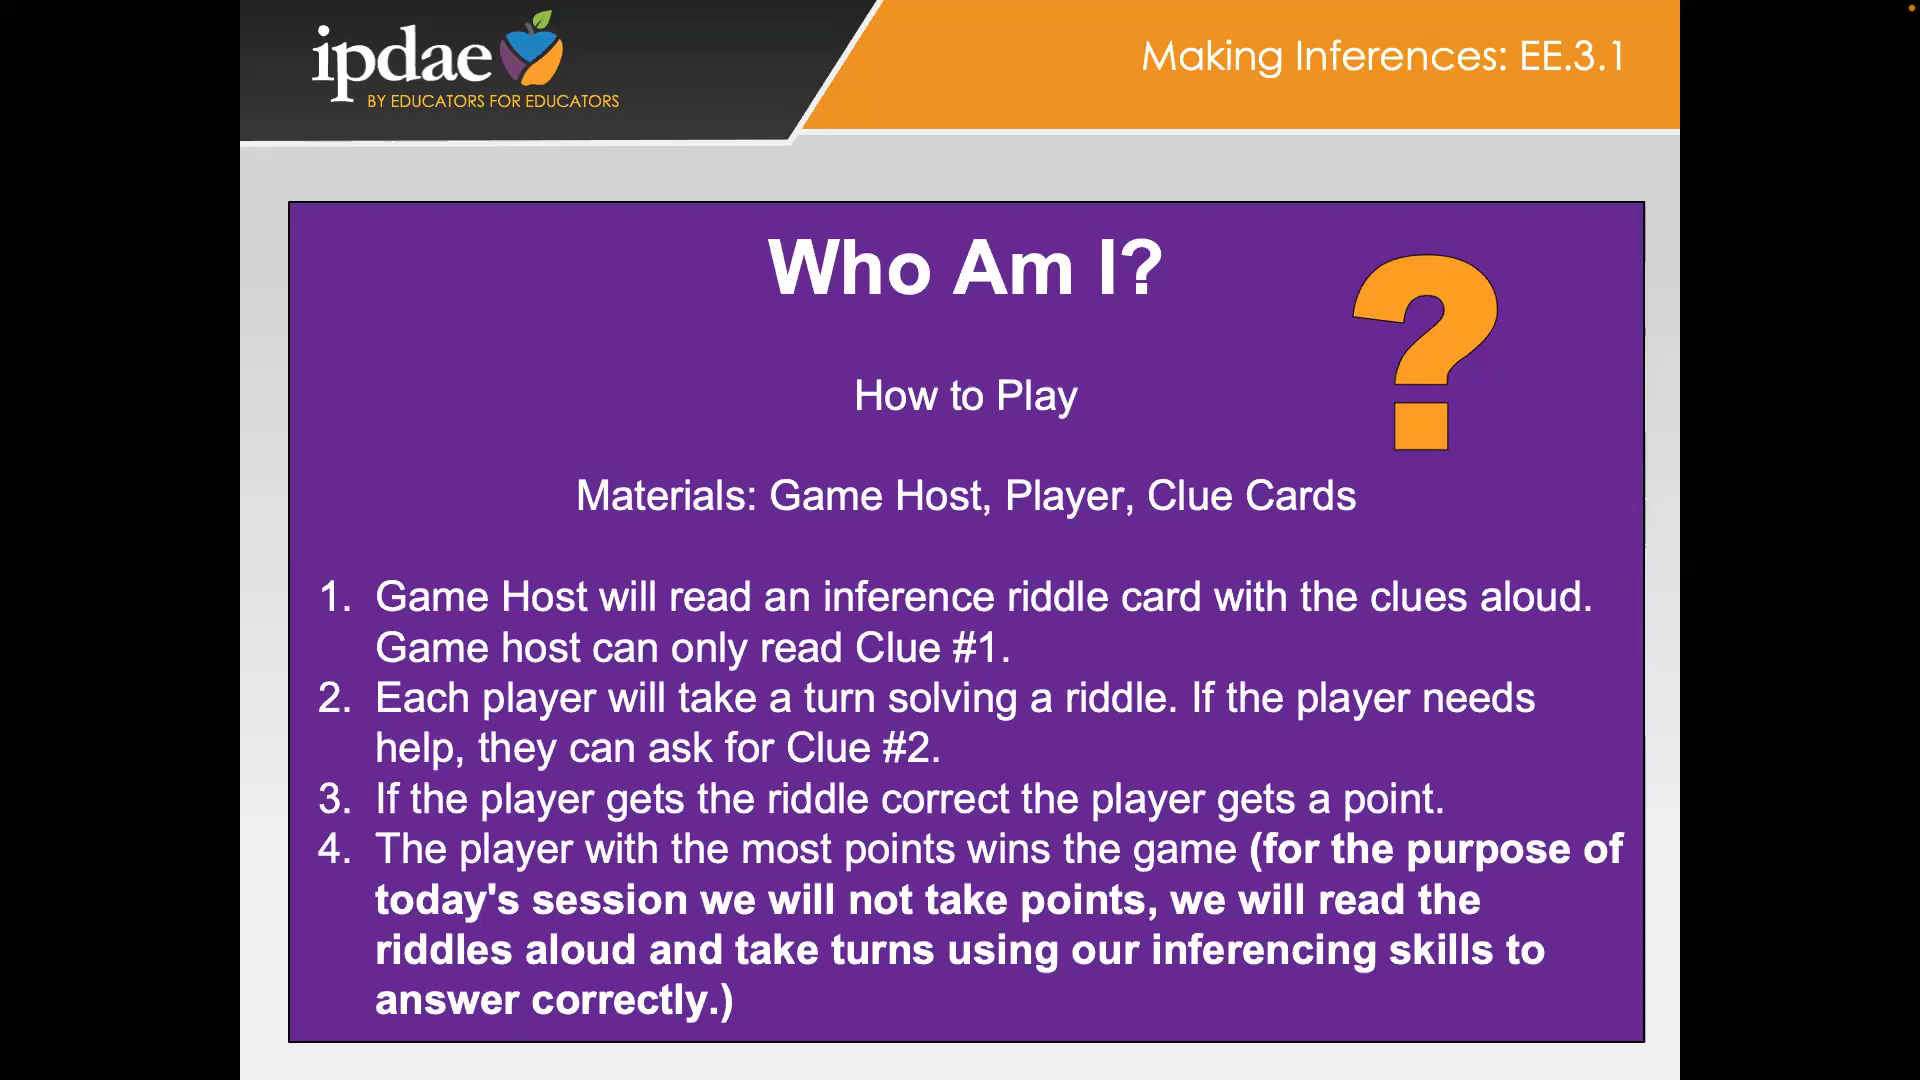 ipdae
BY EDUCATORS FOR EDUCATORS
Making Inferences: EE.3.1
Who Am I?
?
How to Play
Materials: Game Host, Player, Clue Cards
1. Game Host will read an inference riddle card with the clues aloud.
Game host can only read Clue #1.
2. Each player will take a turn solving a riddle. If the player needs
help, they can ask for Clue #2.
3. If the player gets the riddle correct the player gets a point.
4. The player with the most points wins the game (for the purpose of
today's session we will not take points, we will read the
riddles aloud and take turns using our inferencing skills to
answer correctly.)